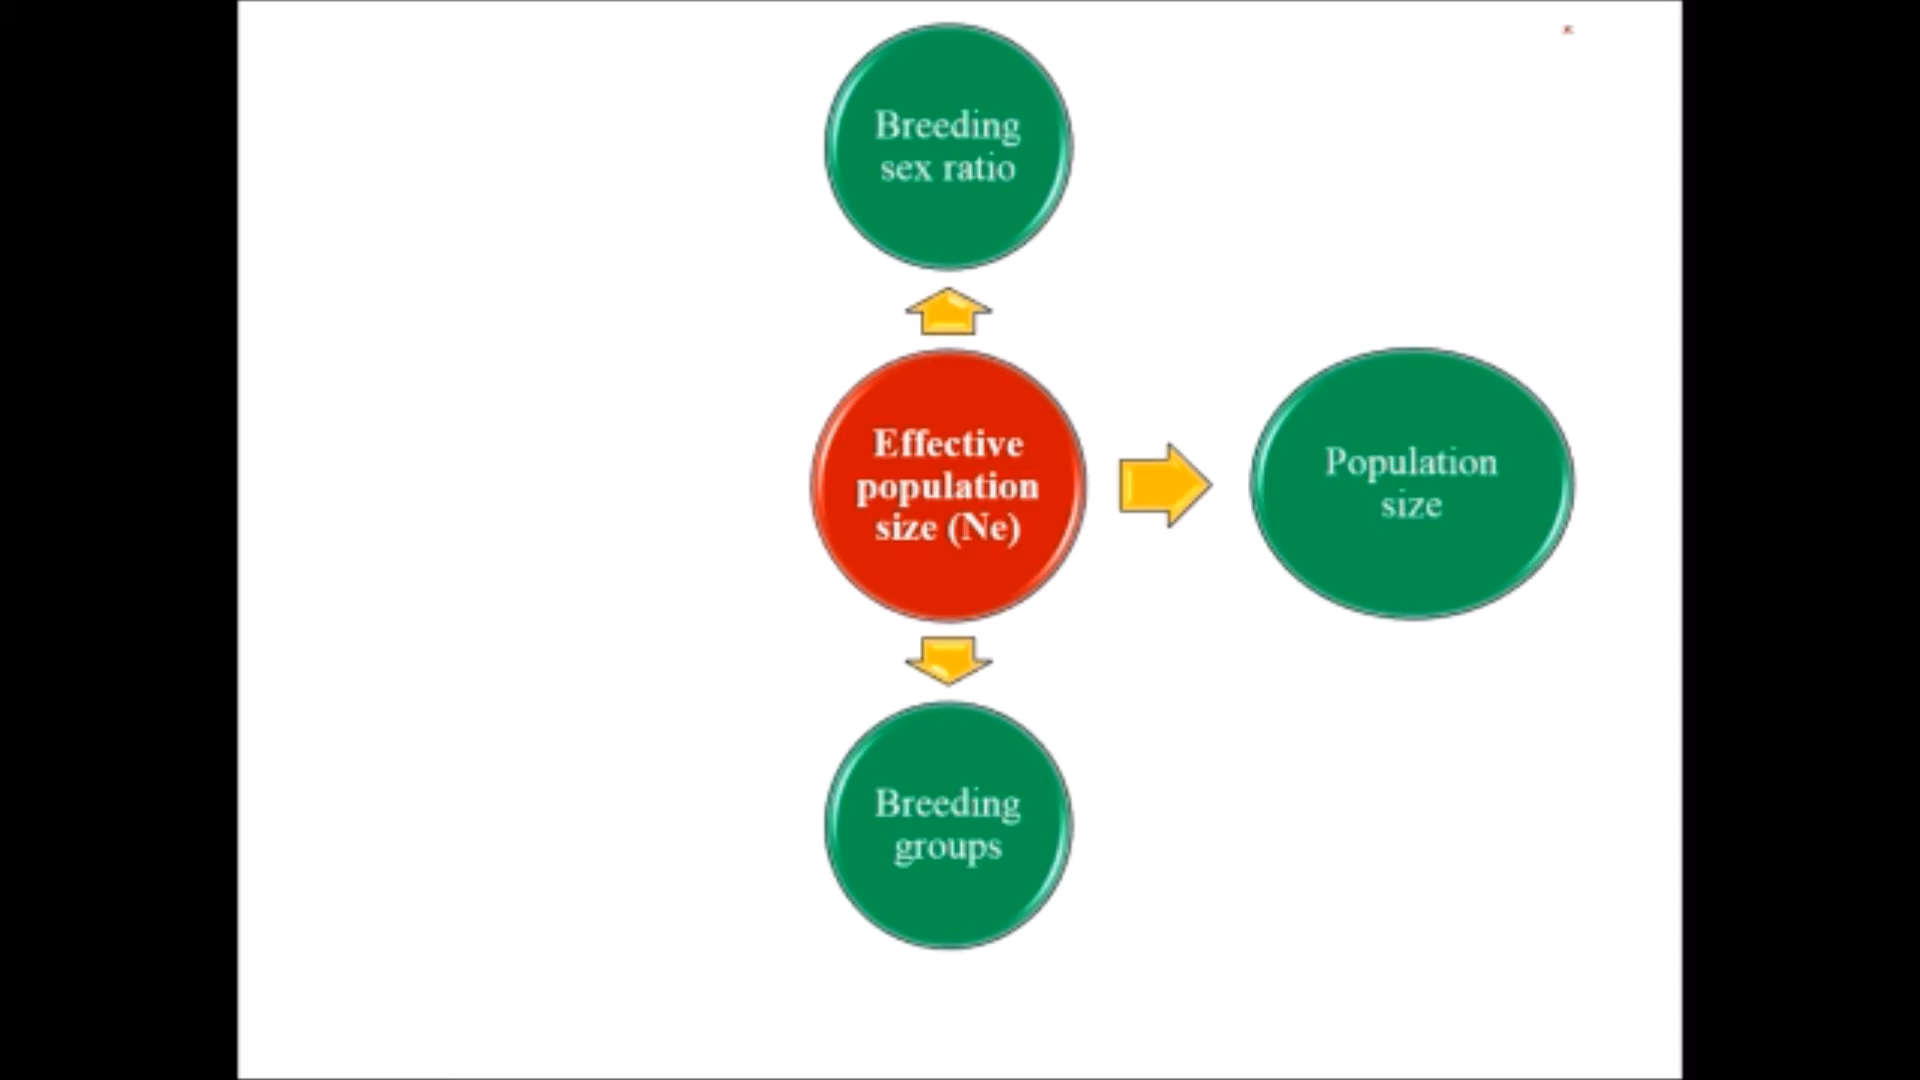 Breeding
sex ratio
Effective
population
size (Ne)
Population
size
Breeding
groups